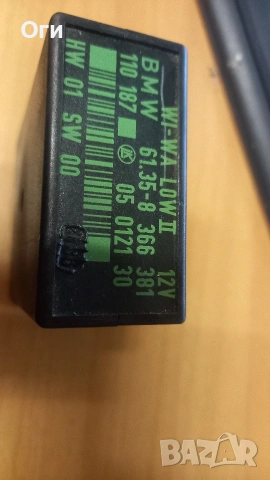 Оги
WI-WA LOW II 12V
BMW 61.35-8 366 381
110 187 05 0121 30
HW 01 SW 00
BAZAR